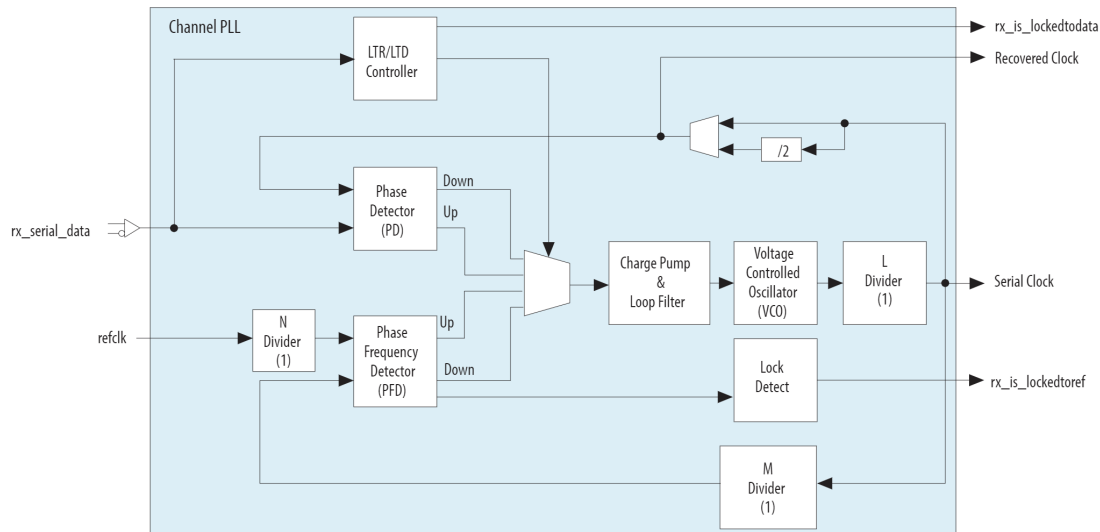 Channel PLL
LTR/LTD
Controller
rx_is_lockedtodata
Recovered Clock
/2
Phase
Detector
(PD)
Down
Up
rx_serial_data
Charge Pump
&
Loop Filter
Voltage
Controlled
Oscillator
(VCO)
L
Divider
(1)
Serial Clock
refclk
N
Divider
(1)
Phase
Frequency
Detector
(PFD)
Up
Down
Lock
Detect
rx_is_lockedtoref
M
Divider
(1)